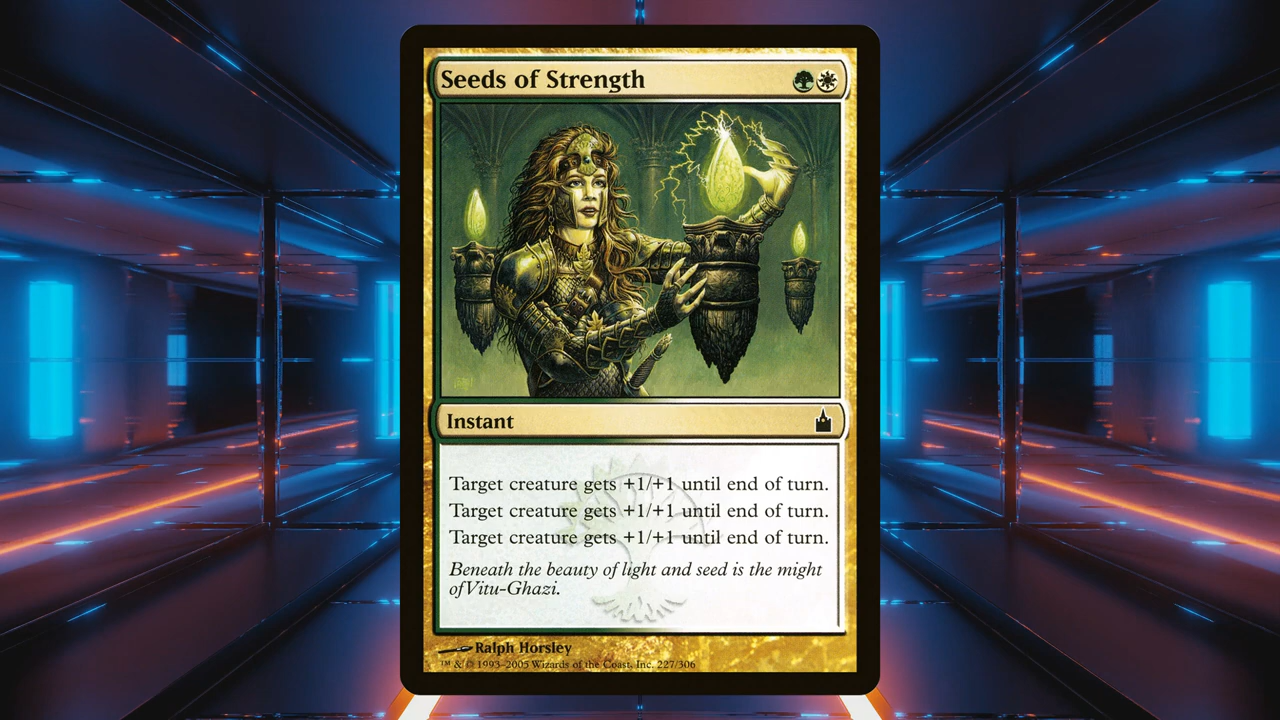 Seeds of Strength
Instant
Target creature gets +1/+1 until end of turn.
Target creature gets +1/+1 until end of turn.
Target creature gets +1/+1 until end of turn.
Beneath the beauty of light and seed is the might
of Vitu-Ghazi.
Ralph Horsley
™ & © 1993–2005 Wizards of the Coast, Inc. 227/306